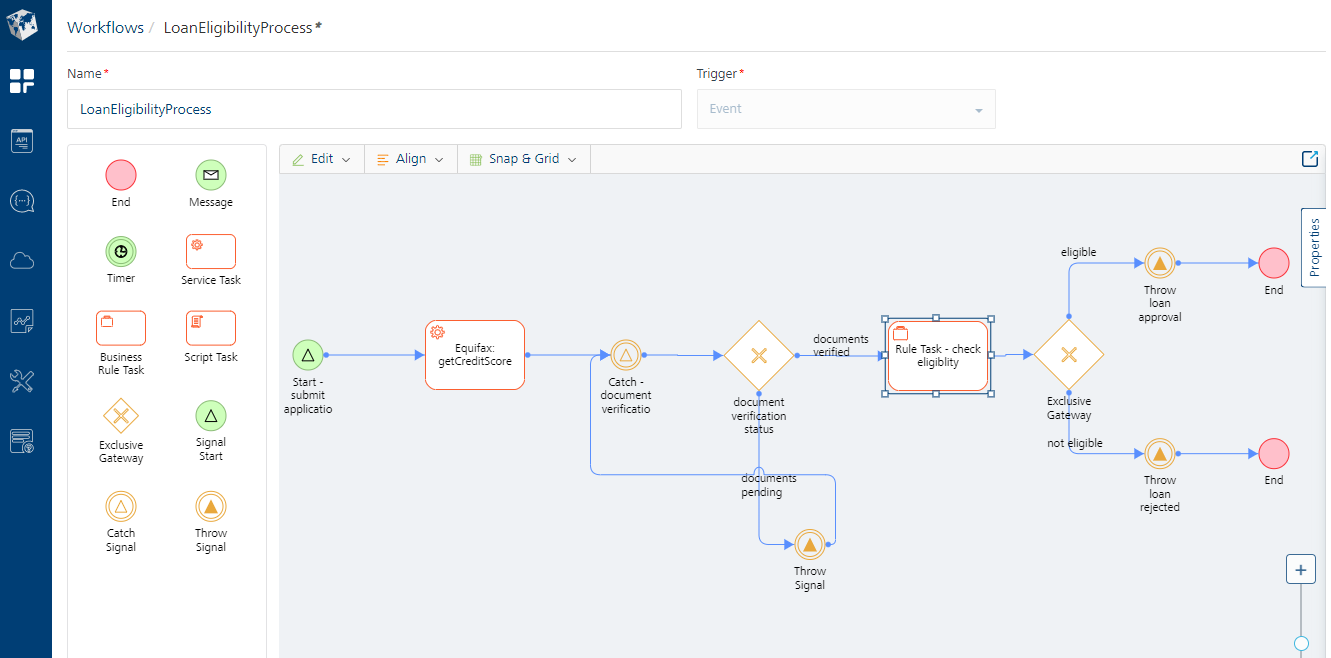 Workflows / LoanEligibilityProcess*
Name*
Trigger*
LoanEligibilityProcess
Event
Edit
Align
Snap & Grid
API
{···}
End
Message
Timer
Service Task
Business
Rule Task
Script Task
Exclusive
Gateway
Signal
Start
Catch
Signal
Throw
Signal
Start -
submit
applicatio
Equifax:
getCreditScore
Catch -
document
verificatio
document
verification
status
documents
verified
documents
pending
Throw
Signal
Rule Task - check
eligiblity
Exclusive
Gateway
eligible
not eligible
Throw
loan
approval
End
Throw
loan
rejected
End
Properties
+